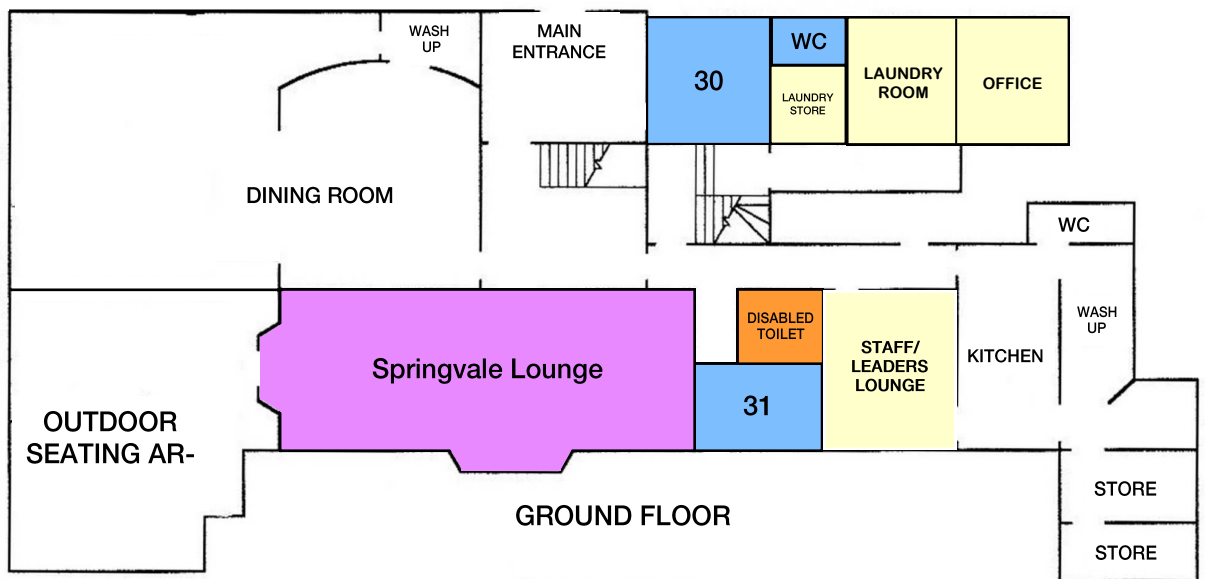 WASH
UP
MAIN
ENTRANCE
30
WC
LAUNDRY
STORE
LAUNDRY
ROOM
OFFICE
DINING ROOM
WC
Springvale Lounge
DISABLED
TOILET
31
STAFF/
LEADERS
LOUNGE
KITCHEN
WASH
UP
OUTDOOR
SEATING AR-
GROUND FLOOR
STORE
STORE